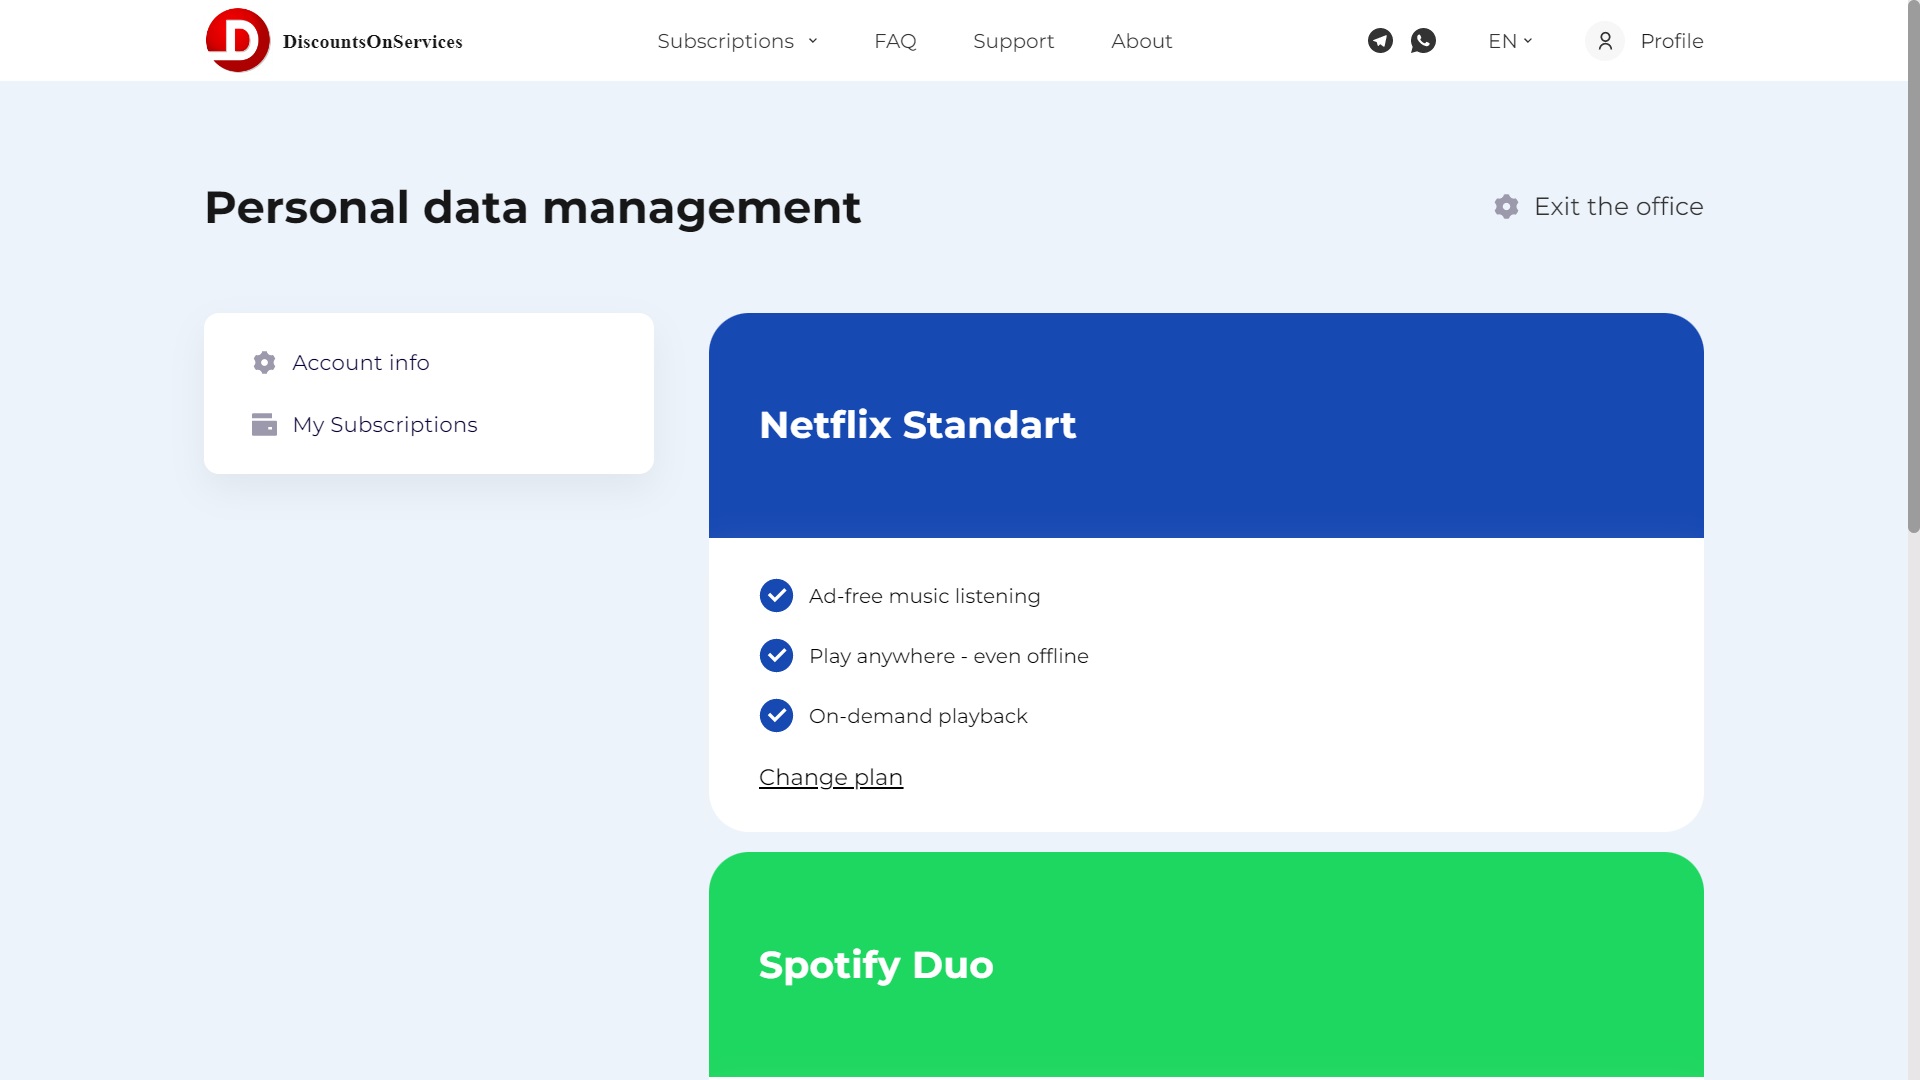 DiscountsOnServices
Subscriptions
FAQ
Support
About
EN
Profile
Personal data management
Exit the office
Account info
My Subscriptions
Netflix Standart
Ad-free music listening
Play anywhere - even offline
On-demand playback
Change plan
Spotify Duo